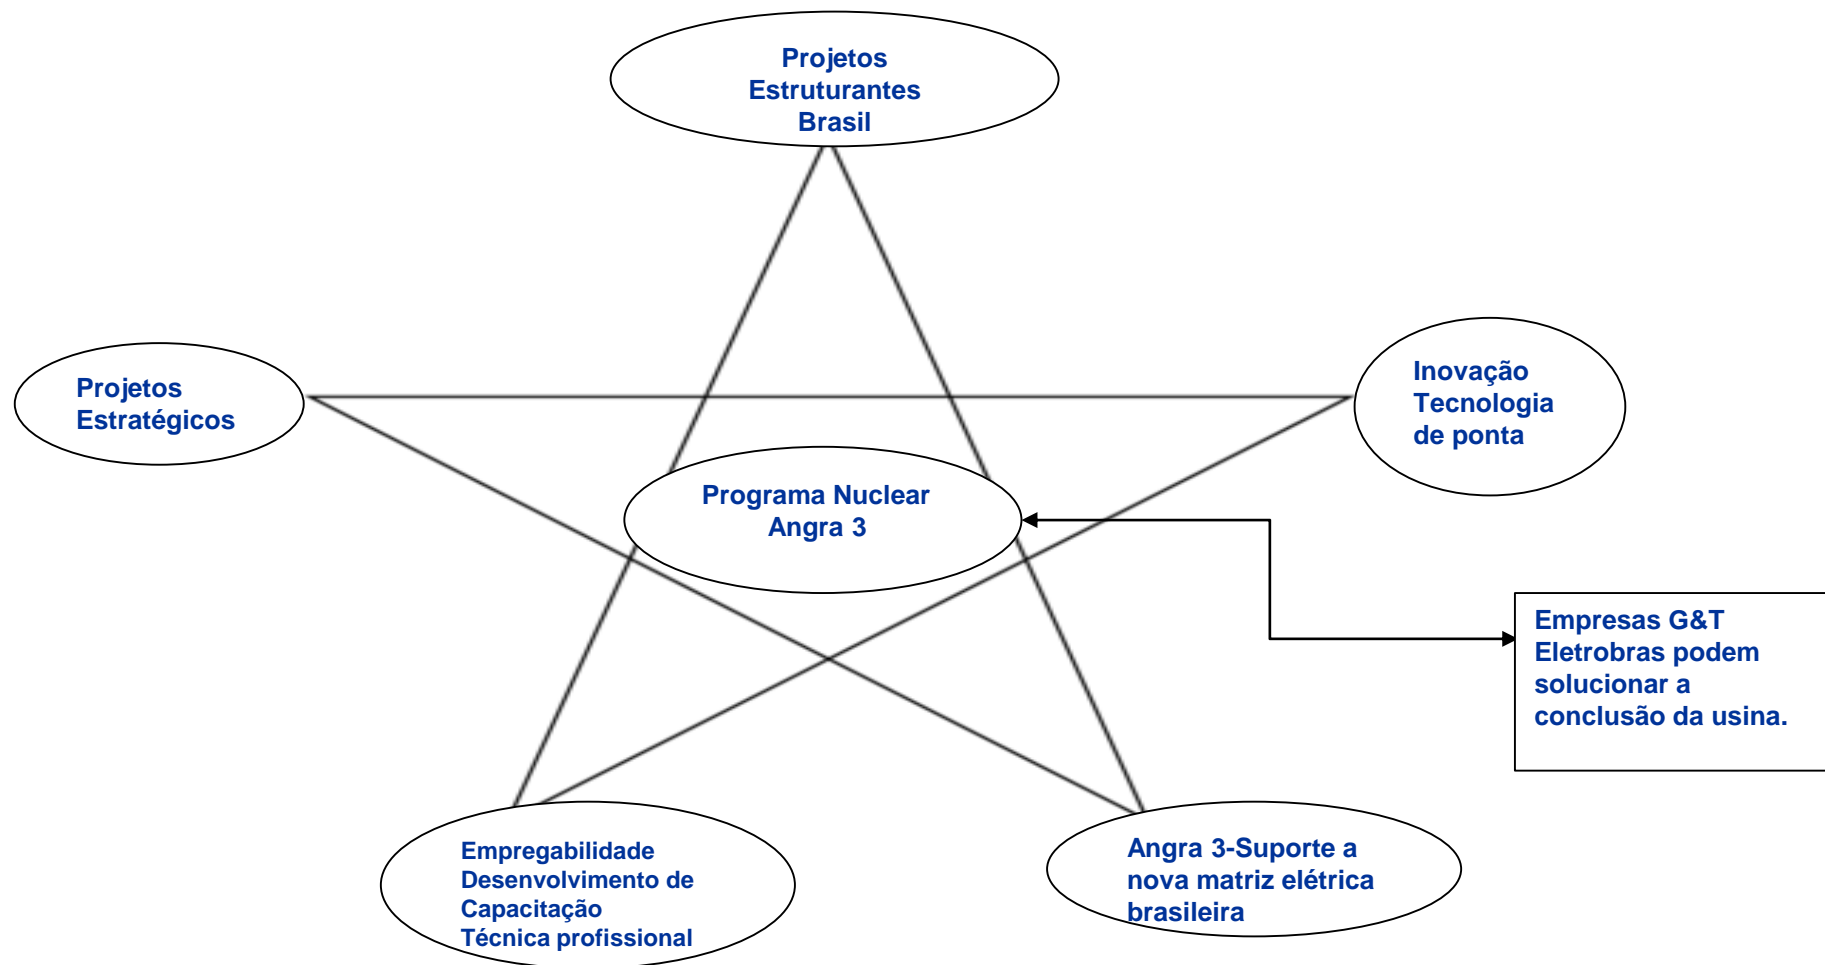 Projetos
Estruturantes
Brasil
Projetos
Estratégicos
Inovação
Tecnologia
de ponta
Programa Nuclear
Angra 3
Empresas G&T
Eletrobras podem
solucionar a
conclusão da usina.
Empregabilidade
Desenvolvimento de
Capacitação
Técnica profissional
Angra 3-Suporte a
nova matriz elétrica
brasileira